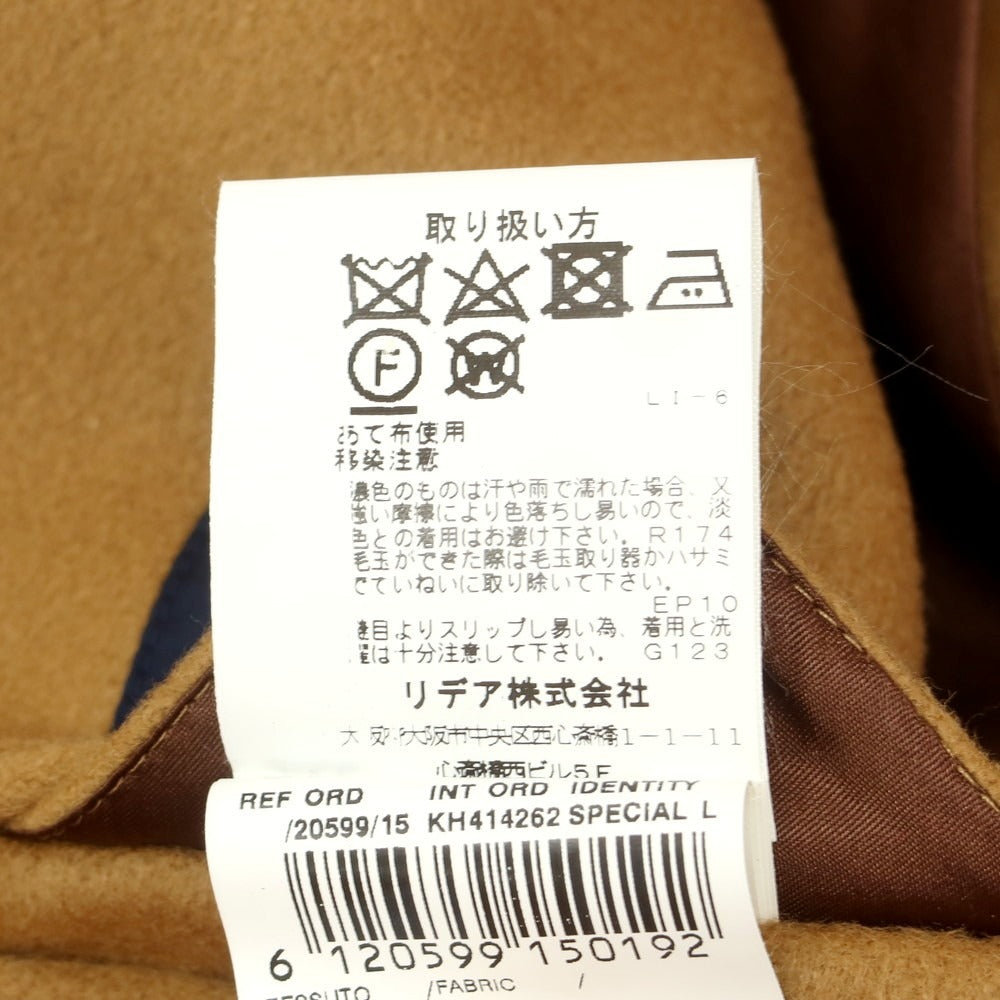 取り扱い方
F W
LI-6
あて布使用
移染注意
濃色のものは汗や雨で濡れた場合、又
強い摩擦により色落ちし易いので、淡
色との着用はお避け下さい。R174
毛玉ができた際は毛玉取り器かハサミ
でていねいに取り除いて下さい。
EP10
縫目よりスリップし易い為、着用と洗
濯は十分注意して下さい。 G123
リデア株式会社
大阪市中央区西心斎橋1-1-11
心斎橋西ビル5F
REF ORD INT ORD IDENTITY
/20599/15 KH414262 SPECIAL L
6 120599 150192
TESSUTO /FABRIC /